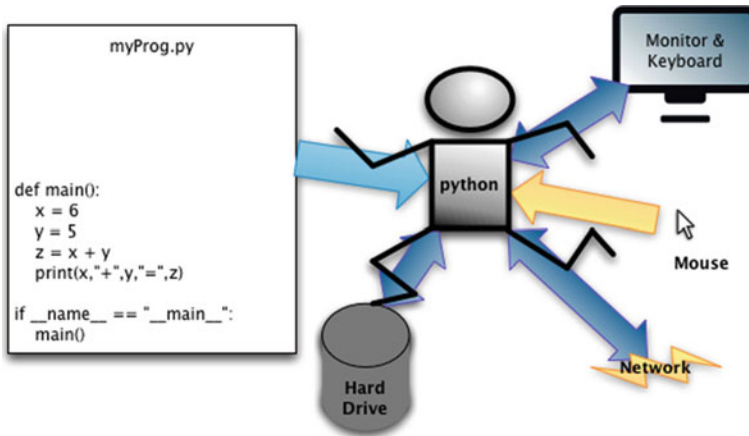 myProg.py
def main():
x = 6
y = 5
z = x + y
print(x,"+",y,"=",z)
if __name__ == "__main__":
main()
python
Monitor &
Keyboard
Mouse
Network
Hard
Drive